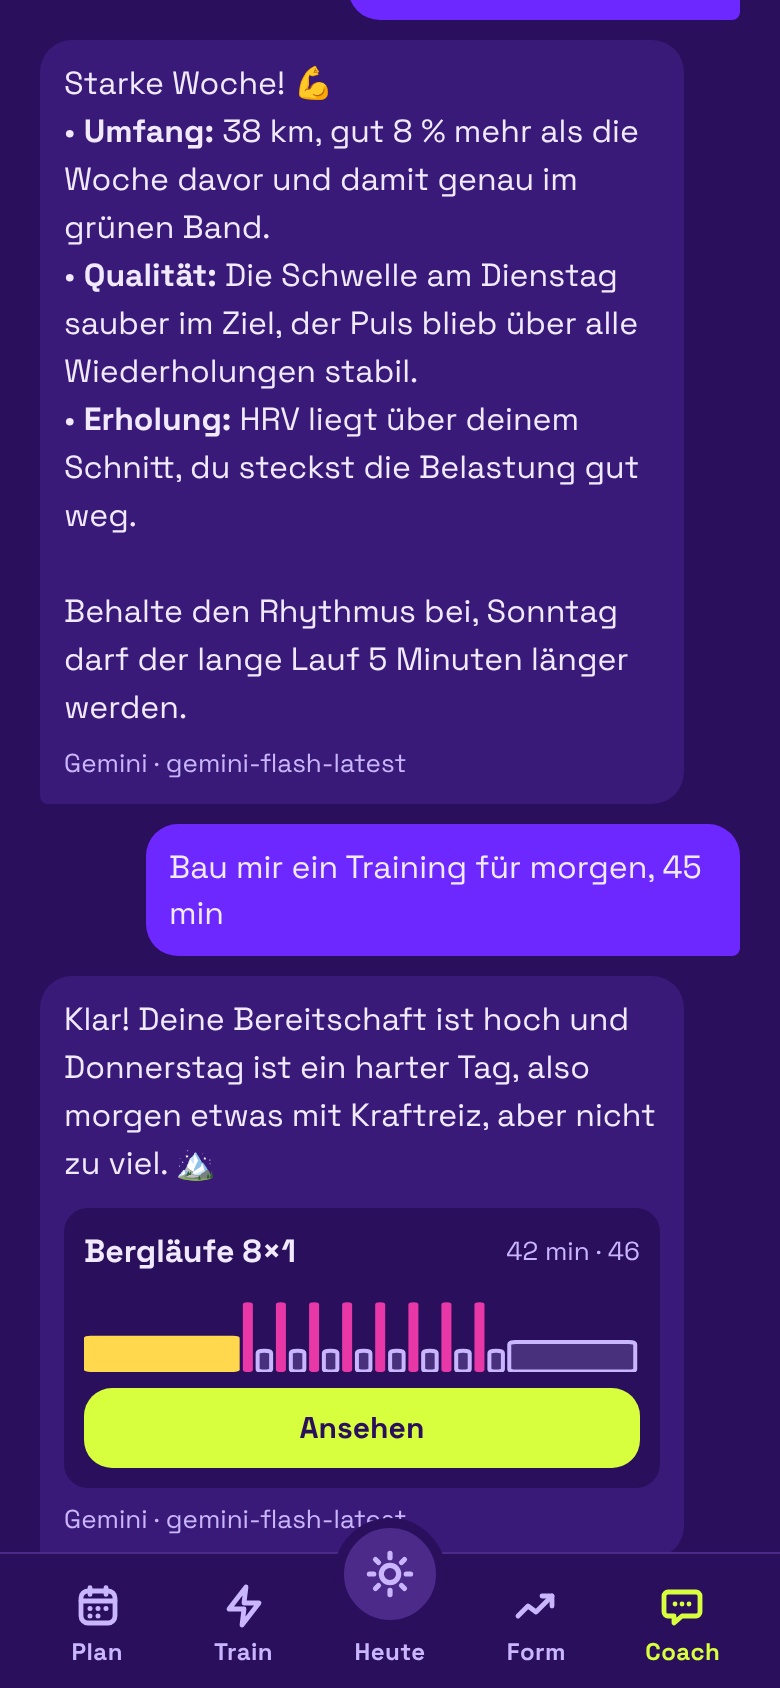 Starke Woche! 💪
• Umfang: 38 km, gut 8 % mehr als die
Woche davor und damit genau im
grünen Band.
• Qualität: Die Schwelle am Dienstag
sauber im Ziel, der Puls blieb über alle
Wiederholungen stabil.
• Erholung: HRV liegt über deinem
Schnitt, du steckst die Belastung gut
weg.
Behalte den Rhythmus bei, Sonntag
darf der lange Lauf 5 Minuten länger
werden.
Gemini · gemini-flash-latest
Bau mir ein Training für morgen, 45
min
Klar! Deine Bereitschaft ist hoch und
Donnerstag ist ein harter Tag, also
morgen etwas mit Kraftreiz, aber nicht
zu viel. 🏔️
Bergläufe 8×1
42 min · 46
Ansehen
Gemini · gemini-flash-latest
Plan
Train
Heute
Form
Coach